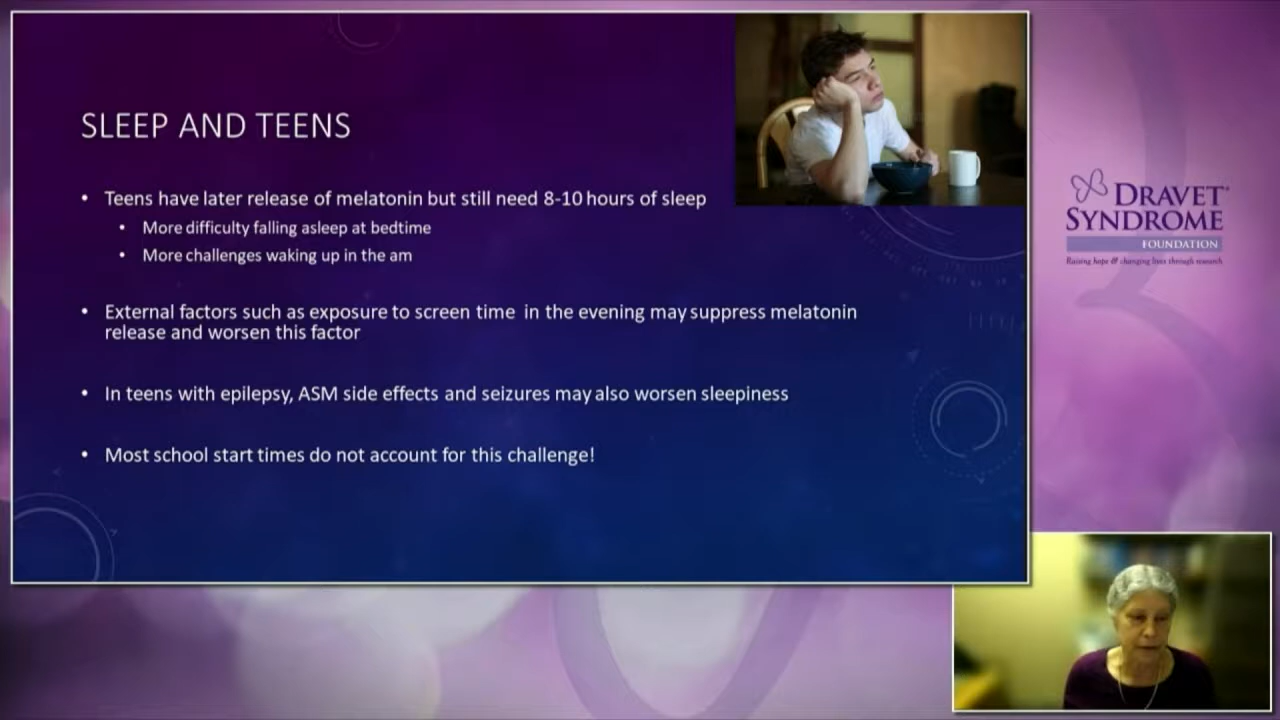 SLEEP AND TEENS
• Teens have later release of melatonin but still need 8-10 hours of sleep
• More difficulty falling asleep at bedtime
• More challenges waking up in the am
• External factors such as exposure to screen time in the evening may suppress melatonin
release and worsen this factor
• In teens with epilepsy, ASM side effects and seizures may also worsen sleepiness
• Most school start times do not account for this challenge!
DRAVET
SYNDROME
FOUNDATION
Raising hope & changing lives through research